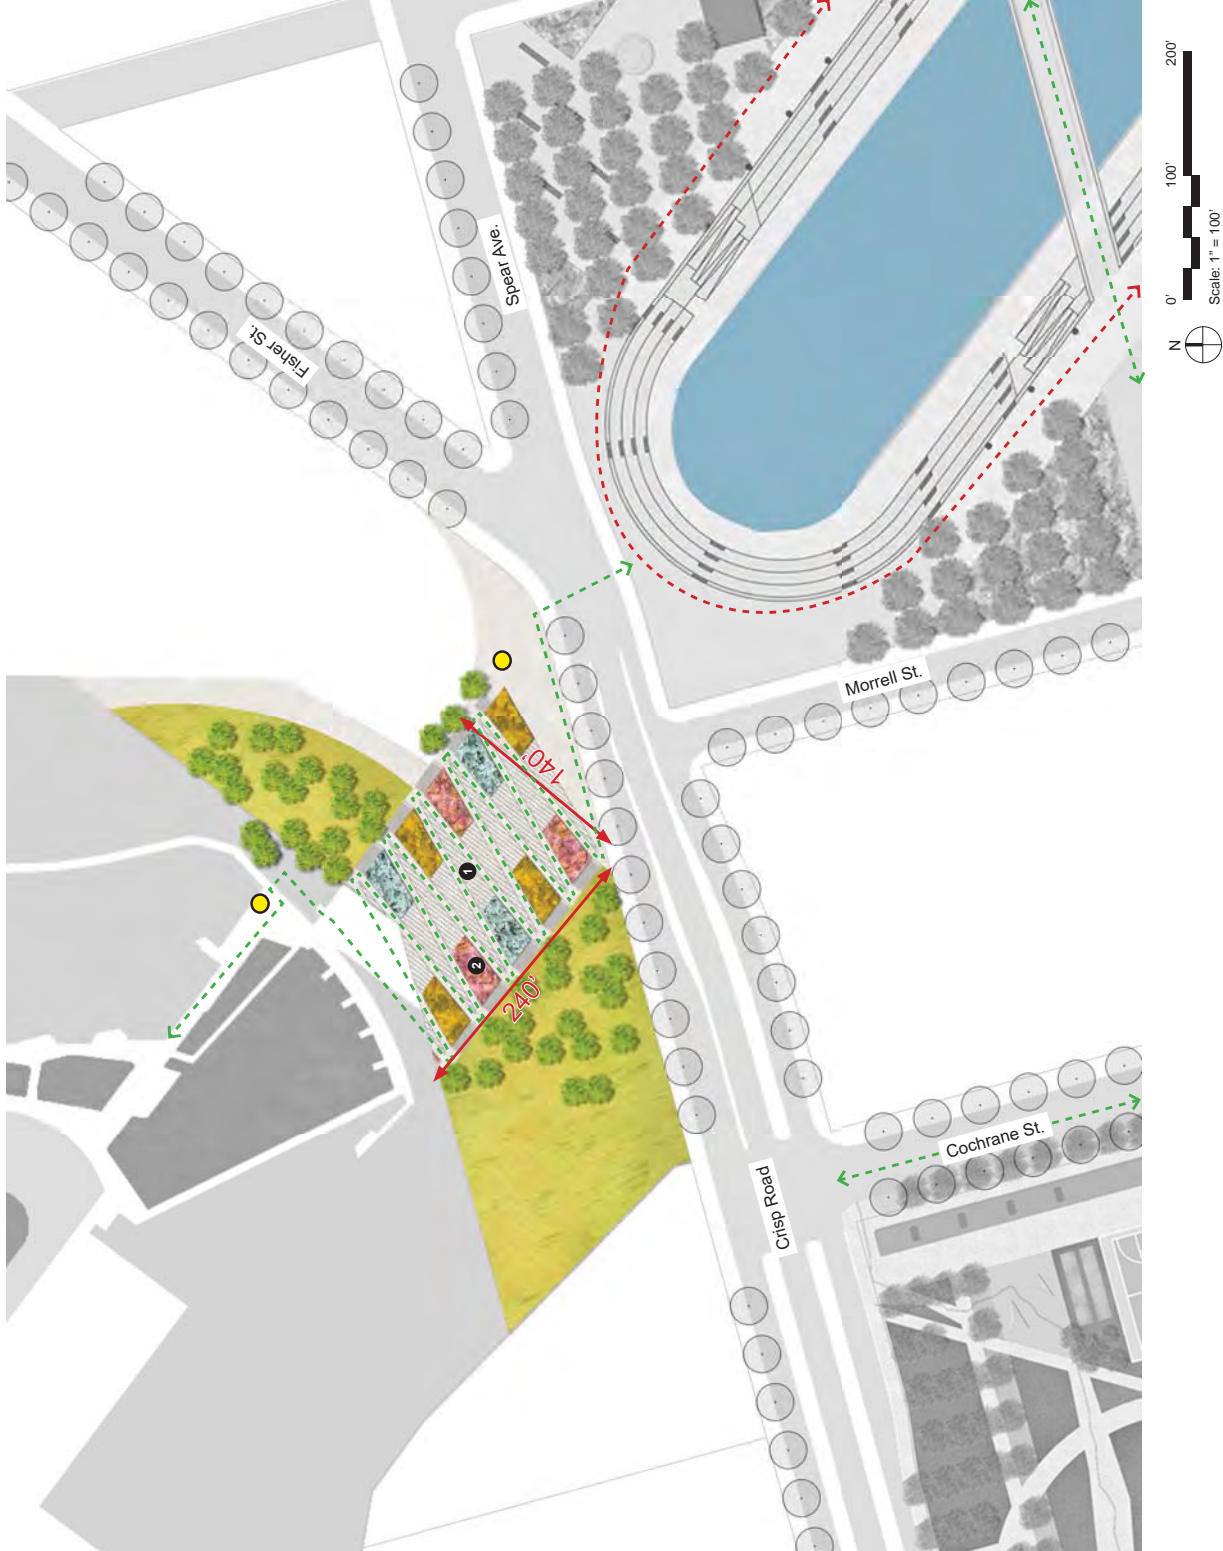 Fisher St.
Spear Ave.
140'
1
2
240'
Morrell St.
Cochrane St.
Crisp Road
0'
100'
200'
Scale: 1" = 100'
N